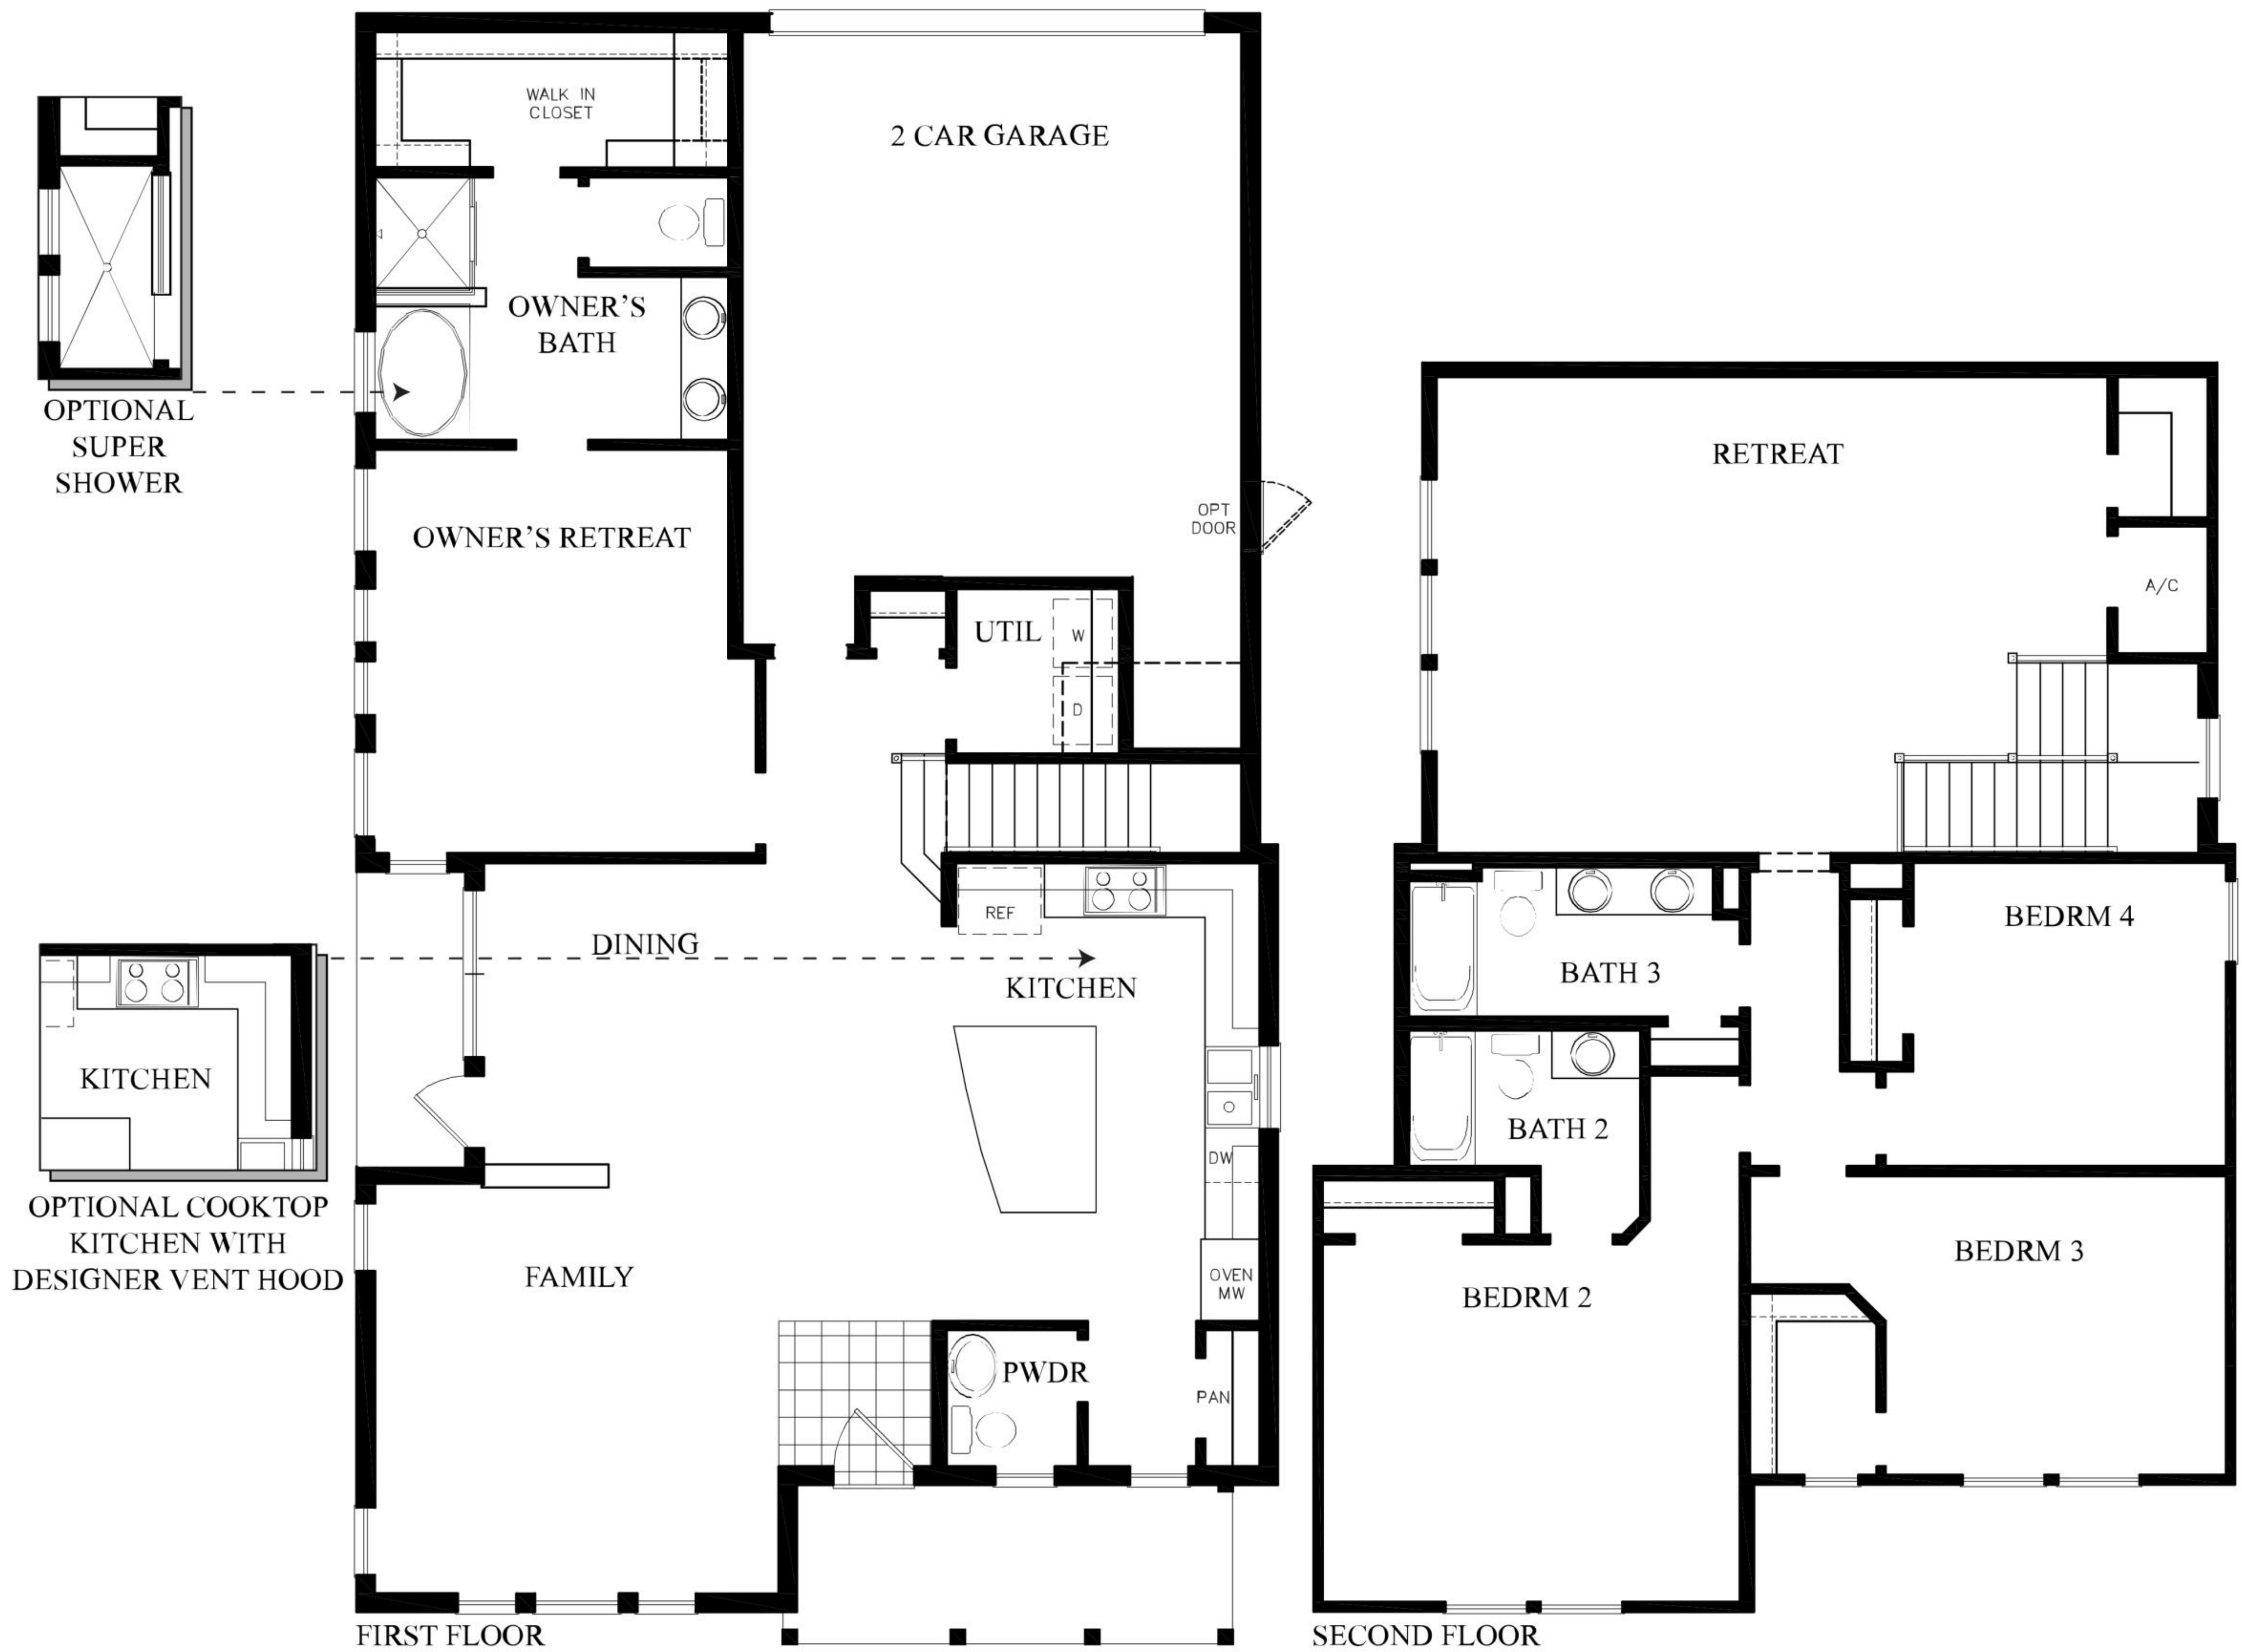 WALK IN
CLOSET
2 CAR GARAGE
OWNER'S
BATH
OPTIONAL
SUPER
SHOWER
OWNER'S RETREAT
OPT
DOOR
UTIL
W
D
REF
DINING
KITCHEN
KITCHEN
OPTIONAL COOKTOP
KITCHEN WITH
DESIGNER VENT HOOD
DW
OVEN
MW
FAMILY
PWDR
PAN
FIRST FLOOR
RETREAT
A/C
BEDRM 4
BATH 3
BATH 2
BEDRM 3
BEDRM 2
SECOND FLOOR